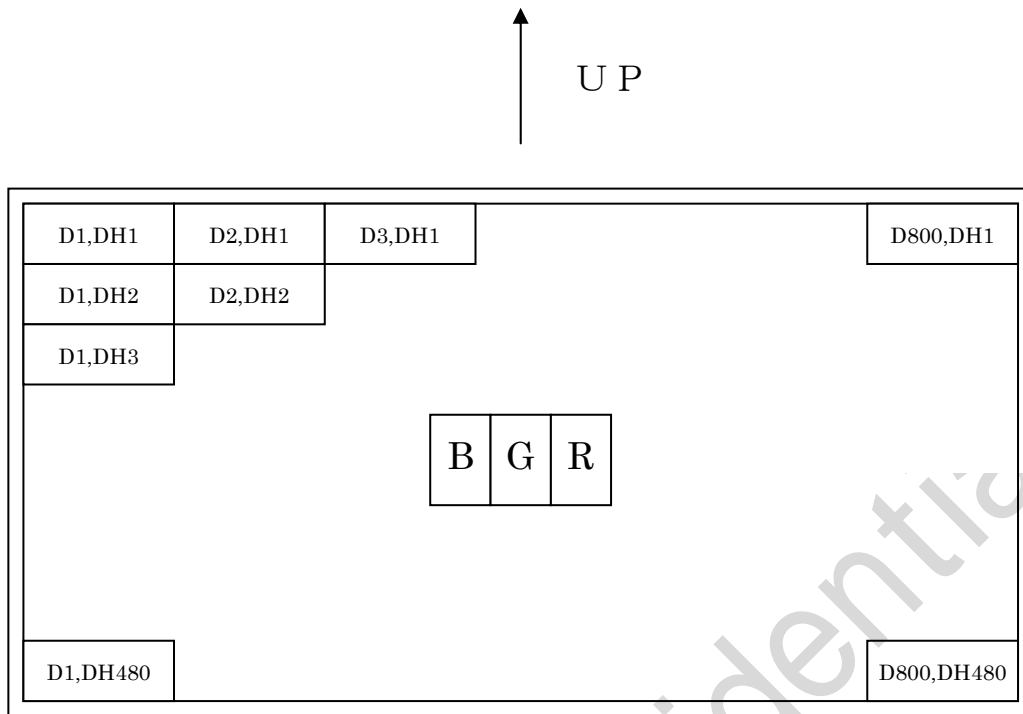 U P
D1,DH1 D2,DH1 D3,DH1 D800,DH1
D1,DH2 D2,DH2
D1,DH3
B G R
D1,DH480 D800,DH480